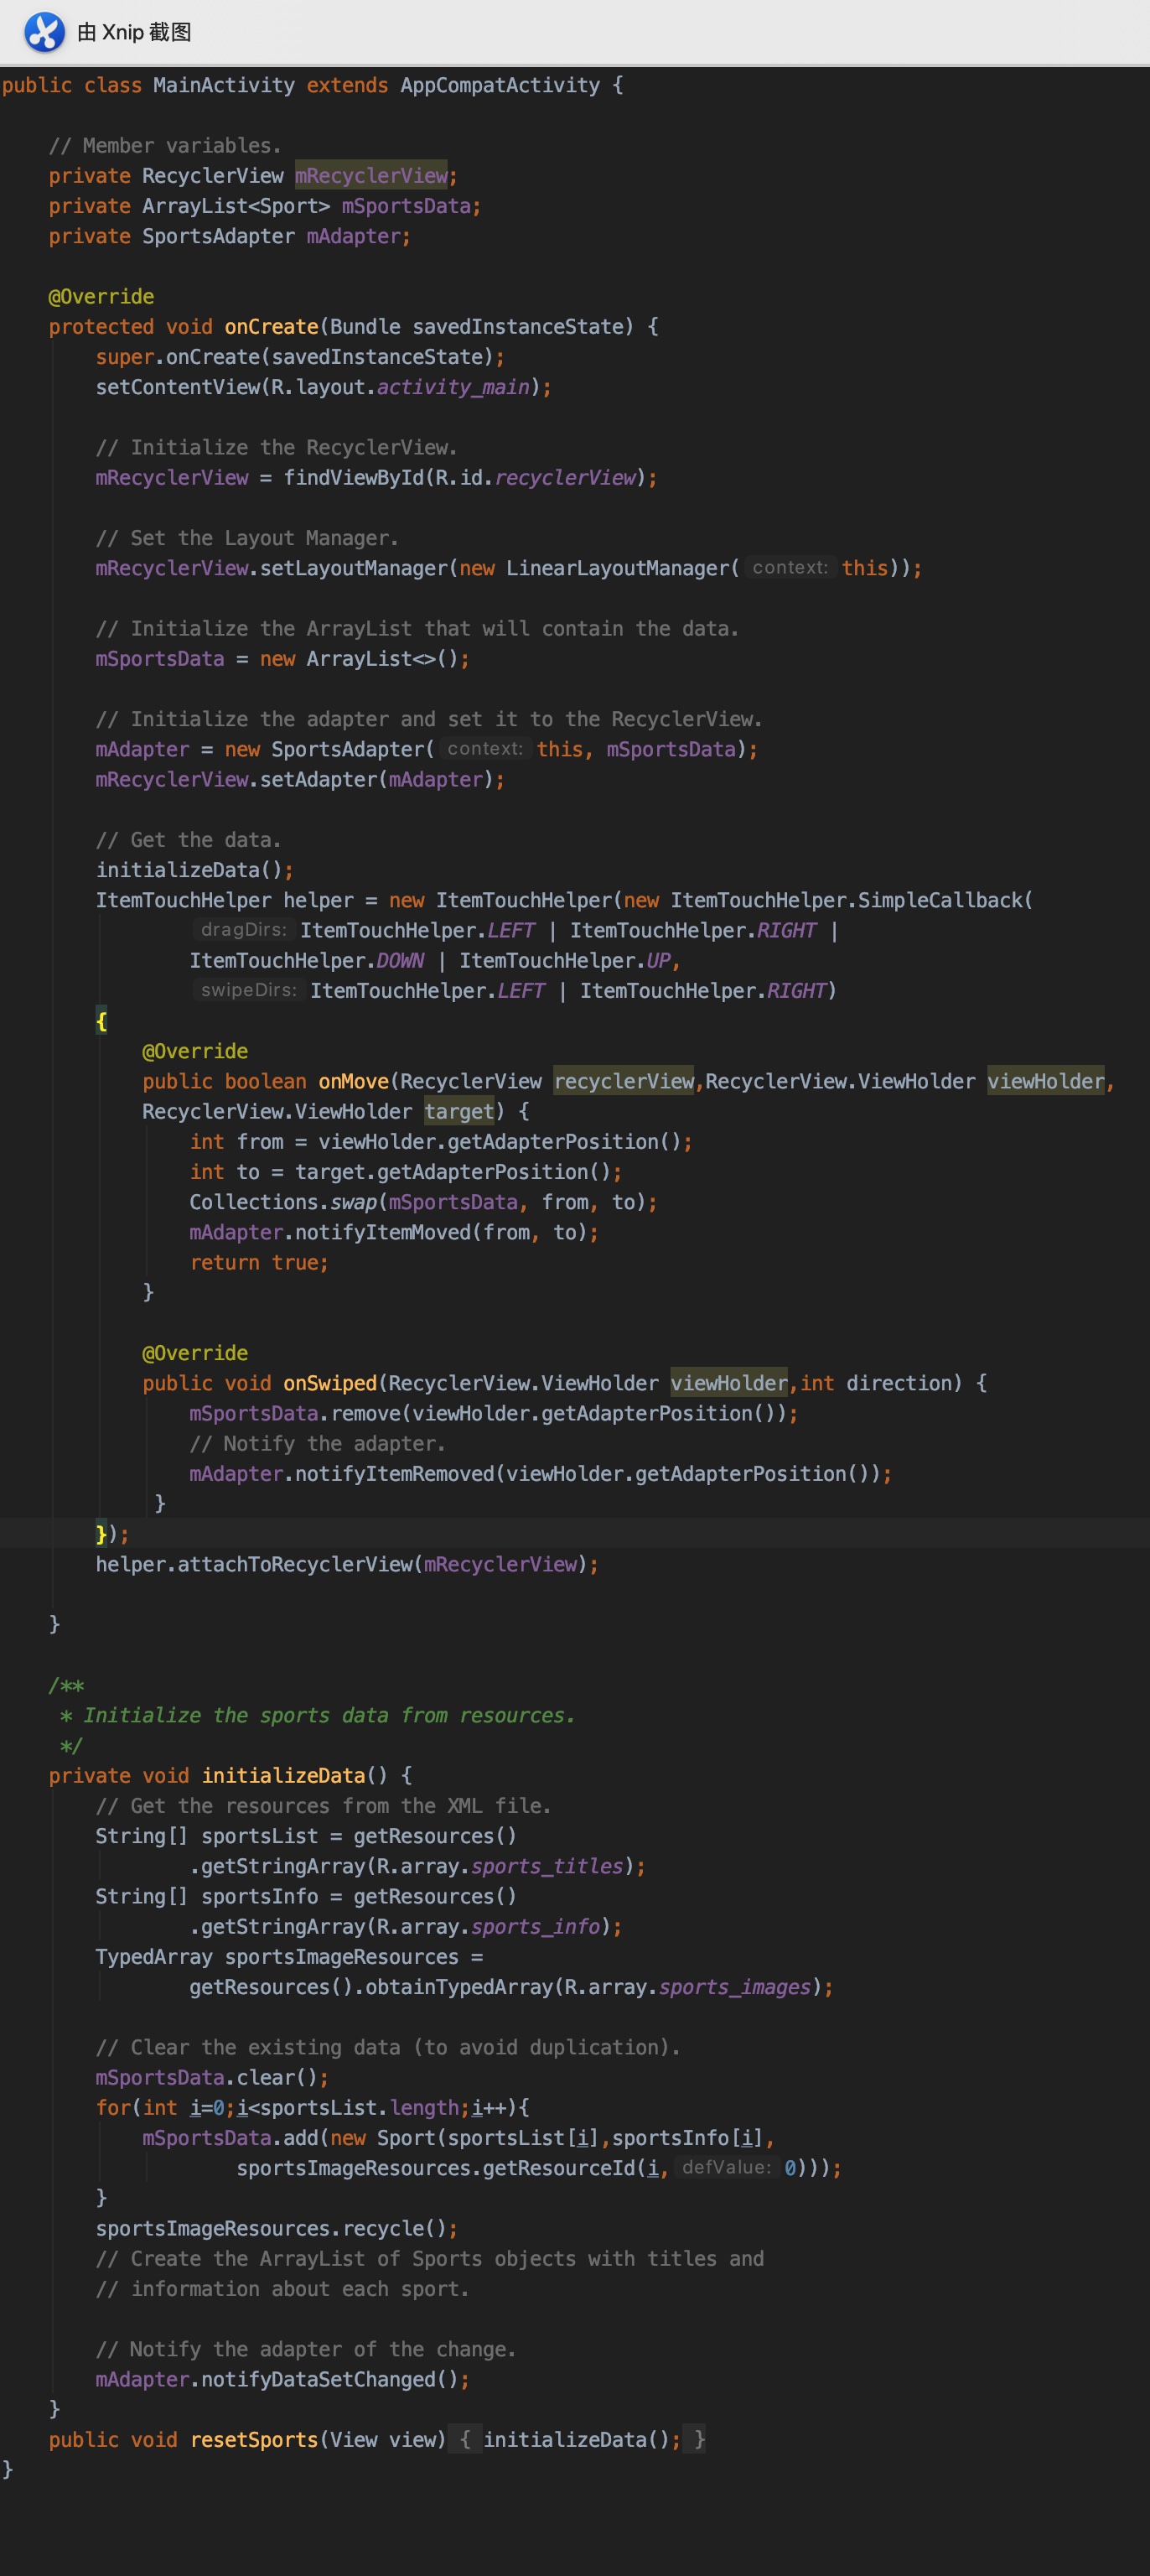 由 Xnip 截图
public class MainActivity extends AppCompatActivity {
// Member variables.
private RecyclerView mRecyclerView;
private ArrayList<Sport> mSportsData;
private SportsAdapter mAdapter;
@Override
protected void onCreate(Bundle savedInstanceState) {
super.onCreate(savedInstanceState);
setContentView(R.layout.activity_main);
// Initialize the RecyclerView.
mRecyclerView = findViewById(R.id.recyclerView);
// Set the Layout Manager.
mRecyclerView.setLayoutManager(new LinearLayoutManager( context: this));
// Initialize the ArrayList that will contain the data.
mSportsData = new ArrayList<>();
// Initialize the adapter and set it to the RecyclerView.
mAdapter = new SportsAdapter( context: this, mSportsData);
mRecyclerView.setAdapter(mAdapter);
// Get the data.
initializeData();
ItemTouchHelper helper = new ItemTouchHelper(new ItemTouchHelper.SimpleCallback(
dragDirs: ItemTouchHelper.LEFT | ItemTouchHelper.RIGHT |
ItemTouchHelper.DOWN | ItemTouchHelper.UP,
swipeDirs: ItemTouchHelper.LEFT | ItemTouchHelper.RIGHT)
{
@Override
public boolean onMove(RecyclerView recyclerView,RecyclerView.ViewHolder viewHolder,
RecyclerView.ViewHolder target) {
int from = viewHolder.getAdapterPosition();
int to = target.getAdapterPosition();
Collections.swap(mSportsData, from, to);
mAdapter.notifyItemMoved(from, to);
return true;
}
@Override
public void onSwiped(RecyclerView.ViewHolder viewHolder,int direction) {
mSportsData.remove(viewHolder.getAdapterPosition());
// Notify the adapter.
mAdapter.notifyItemRemoved(viewHolder.getAdapterPosition());
}
});
helper.attachToRecyclerView(mRecyclerView);
}
/**
* Initialize the sports data from resources.
*/
private void initializeData() {
// Get the resources from the XML file.
String[] sportsList = getResources()
.getStringArray(R.array.sports_titles);
String[] sportsInfo = getResources()
.getStringArray(R.array.sports_info);
TypedArray sportsImageResources =
getResources().obtainTypedArray(R.array.sports_images);
// Clear the existing data (to avoid duplication).
mSportsData.clear();
for(int i=0;i<sportsList.length;i++){
mSportsData.add(new Sport(sportsList[i],sportsInfo[i],
sportsImageResources.getResourceId(i, defValue: 0)));
}
sportsImageResources.recycle();
// Create the ArrayList of Sports objects with titles and
// information about each sport.
// Notify the adapter of the change.
mAdapter.notifyDataSetChanged();
}
public void resetSports(View view) { initializeData(); }
}